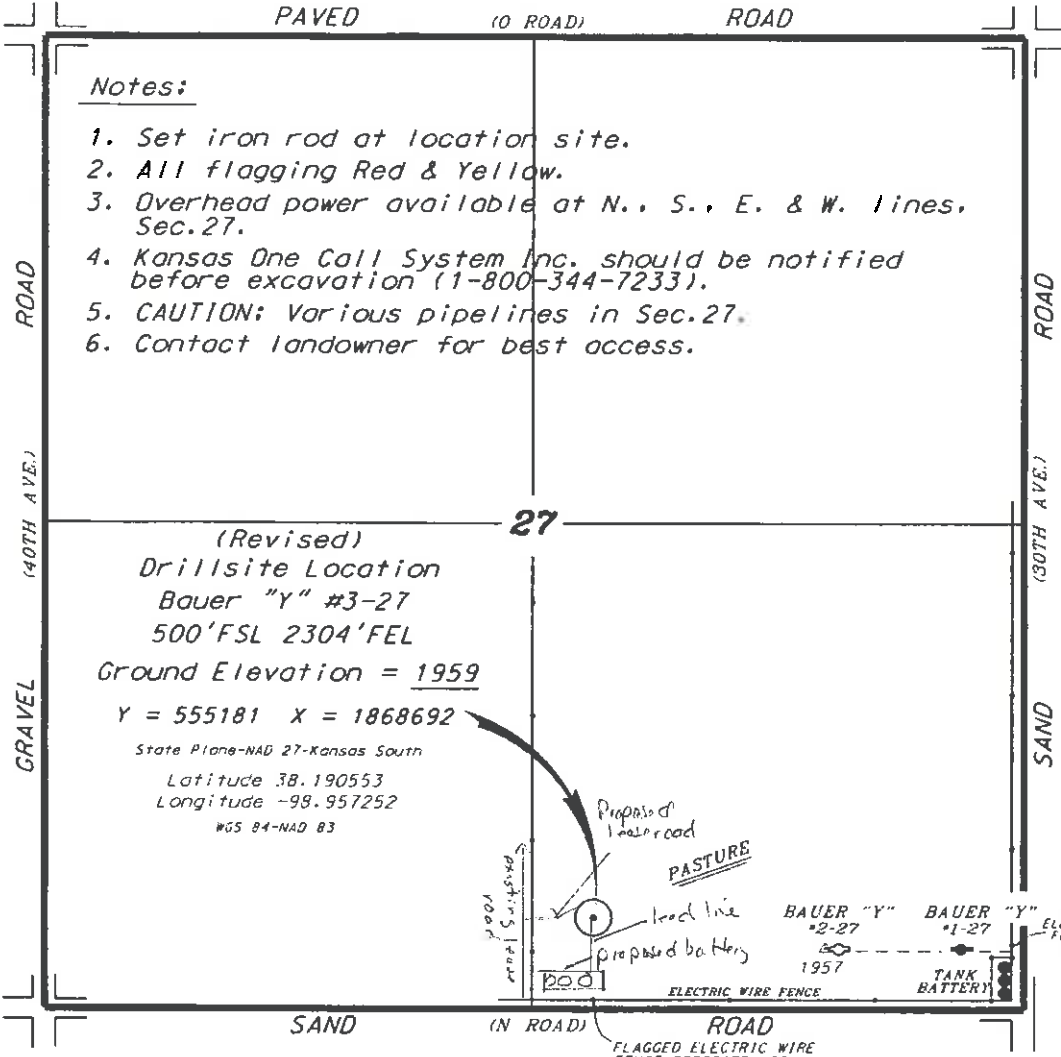 PAVED (O ROAD) ROAD
Notes:
1. Set iron rod at location site.
2. All flagging Red & Yellow.
3. Overhead power available at N., S., E. & W. lines,
Sec.27.
4. Kansas One Call System Inc. should be notified
before excavation (1-800-344-7233).
5. CAUTION: Various pipelines in Sec.27.
6. Contact landowner for best access.
ROAD
(40TH AVE.)
GRAVEL
ROAD
(30TH AVE.)
SAND
27
(Revised)
Drillsite Location
Bauer "Y" #3-27
500'FSL 2304'FEL
Ground Elevation = 1959
Y = 555181 X = 1868692
State Plane-NAD 27-Kansas South
Latitude 38.190553
Longitude -98.957252
WGS 84-NAD 83
Proposed
lease road
PASTURE
existing lease
road
lead line
proposed battery
BAUER "Y"
#2-27
1957
BAUER "Y"
#1-27
TANK
BATTERY
ELECTRIC WIRE FENCE
SAND (N ROAD) ROAD
FLAGGED ELECTRIC WIRE